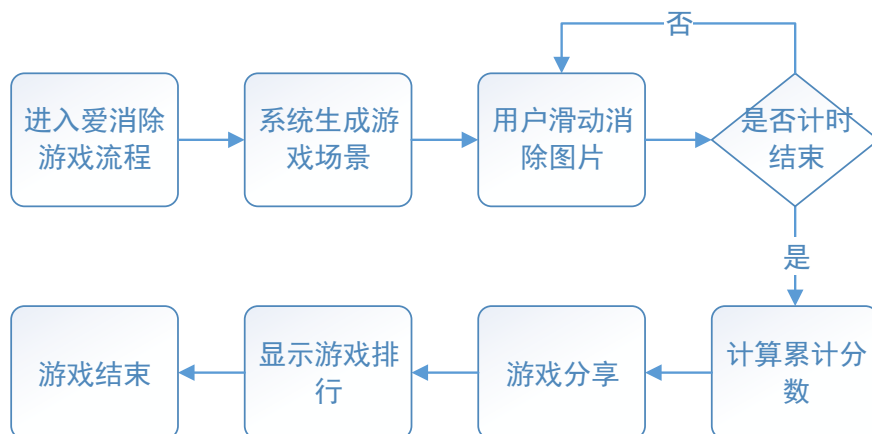 否
进入爱消除
游戏流程
系统生成游
戏场景
用户滑动消
除图片
是否计时
结束
是
游戏结束
显示游戏排
行
游戏分享
计算累计分
数